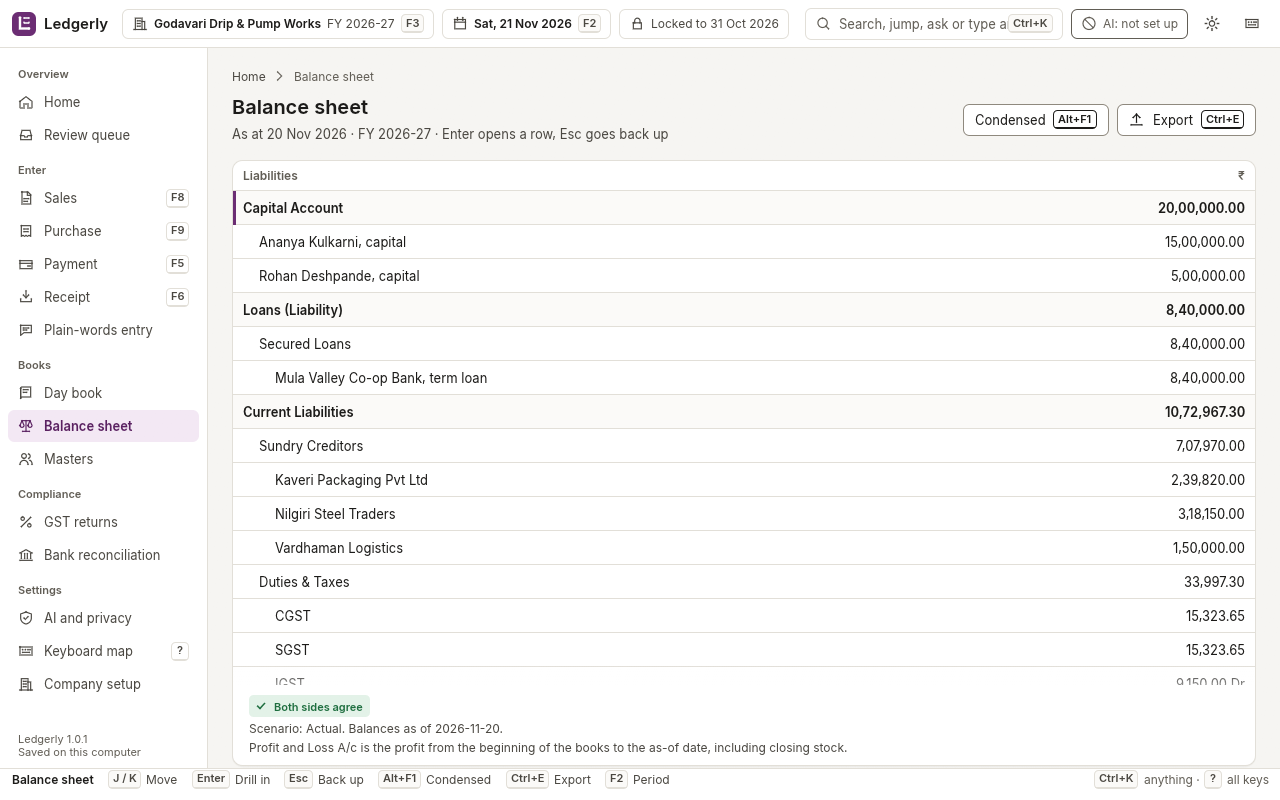 Ledgerly
Godavari Drip & Pump Works FY 2026-27 F3
Sat, 21 Nov 2026 F2
Locked to 31 Oct 2026
Search, jump, ask or type a Ctrl+K
AI: not set up
Overview
Home
Review queue
Enter
Sales F8
Purchase F9
Payment F5
Receipt F6
Plain-words entry
Books
Day book
Balance sheet
Masters
Compliance
GST returns
Bank reconciliation
Settings
AI and privacy
Keyboard map ?
Company setup
Ledgerly 1.0.1
Saved on this computer
Home > Balance sheet
Balance sheet
As at 20 Nov 2026 · FY 2026-27 · Enter opens a row, Esc goes back up
Condensed Alt+F1
Export Ctrl+E
Liabilities ₹
Capital Account 20,00,000.00
Ananya Kulkarni, capital 15,00,000.00
Rohan Deshpande, capital 5,00,000.00
Loans (Liability) 8,40,000.00
Secured Loans 8,40,000.00
Mula Valley Co-op Bank, term loan 8,40,000.00
Current Liabilities 10,72,967.30
Sundry Creditors 7,07,970.00
Kaveri Packaging Pvt Ltd 2,39,820.00
Nilgiri Steel Traders 3,18,150.00
Vardhaman Logistics 1,50,000.00
Duties & Taxes 33,997.30
CGST 15,323.65
SGST 15,323.65
IGST 9,150.00 Dr
Both sides agree
Scenario: Actual. Balances as of 2026-11-20.
Profit and Loss A/c is the profit from the beginning of the books to the as-of date, including closing stock.
Balance sheet J / K Move Enter Drill in Esc Back up Alt+F1 Condensed Ctrl+E Export F2 Period Ctrl+K anything · ? all keys